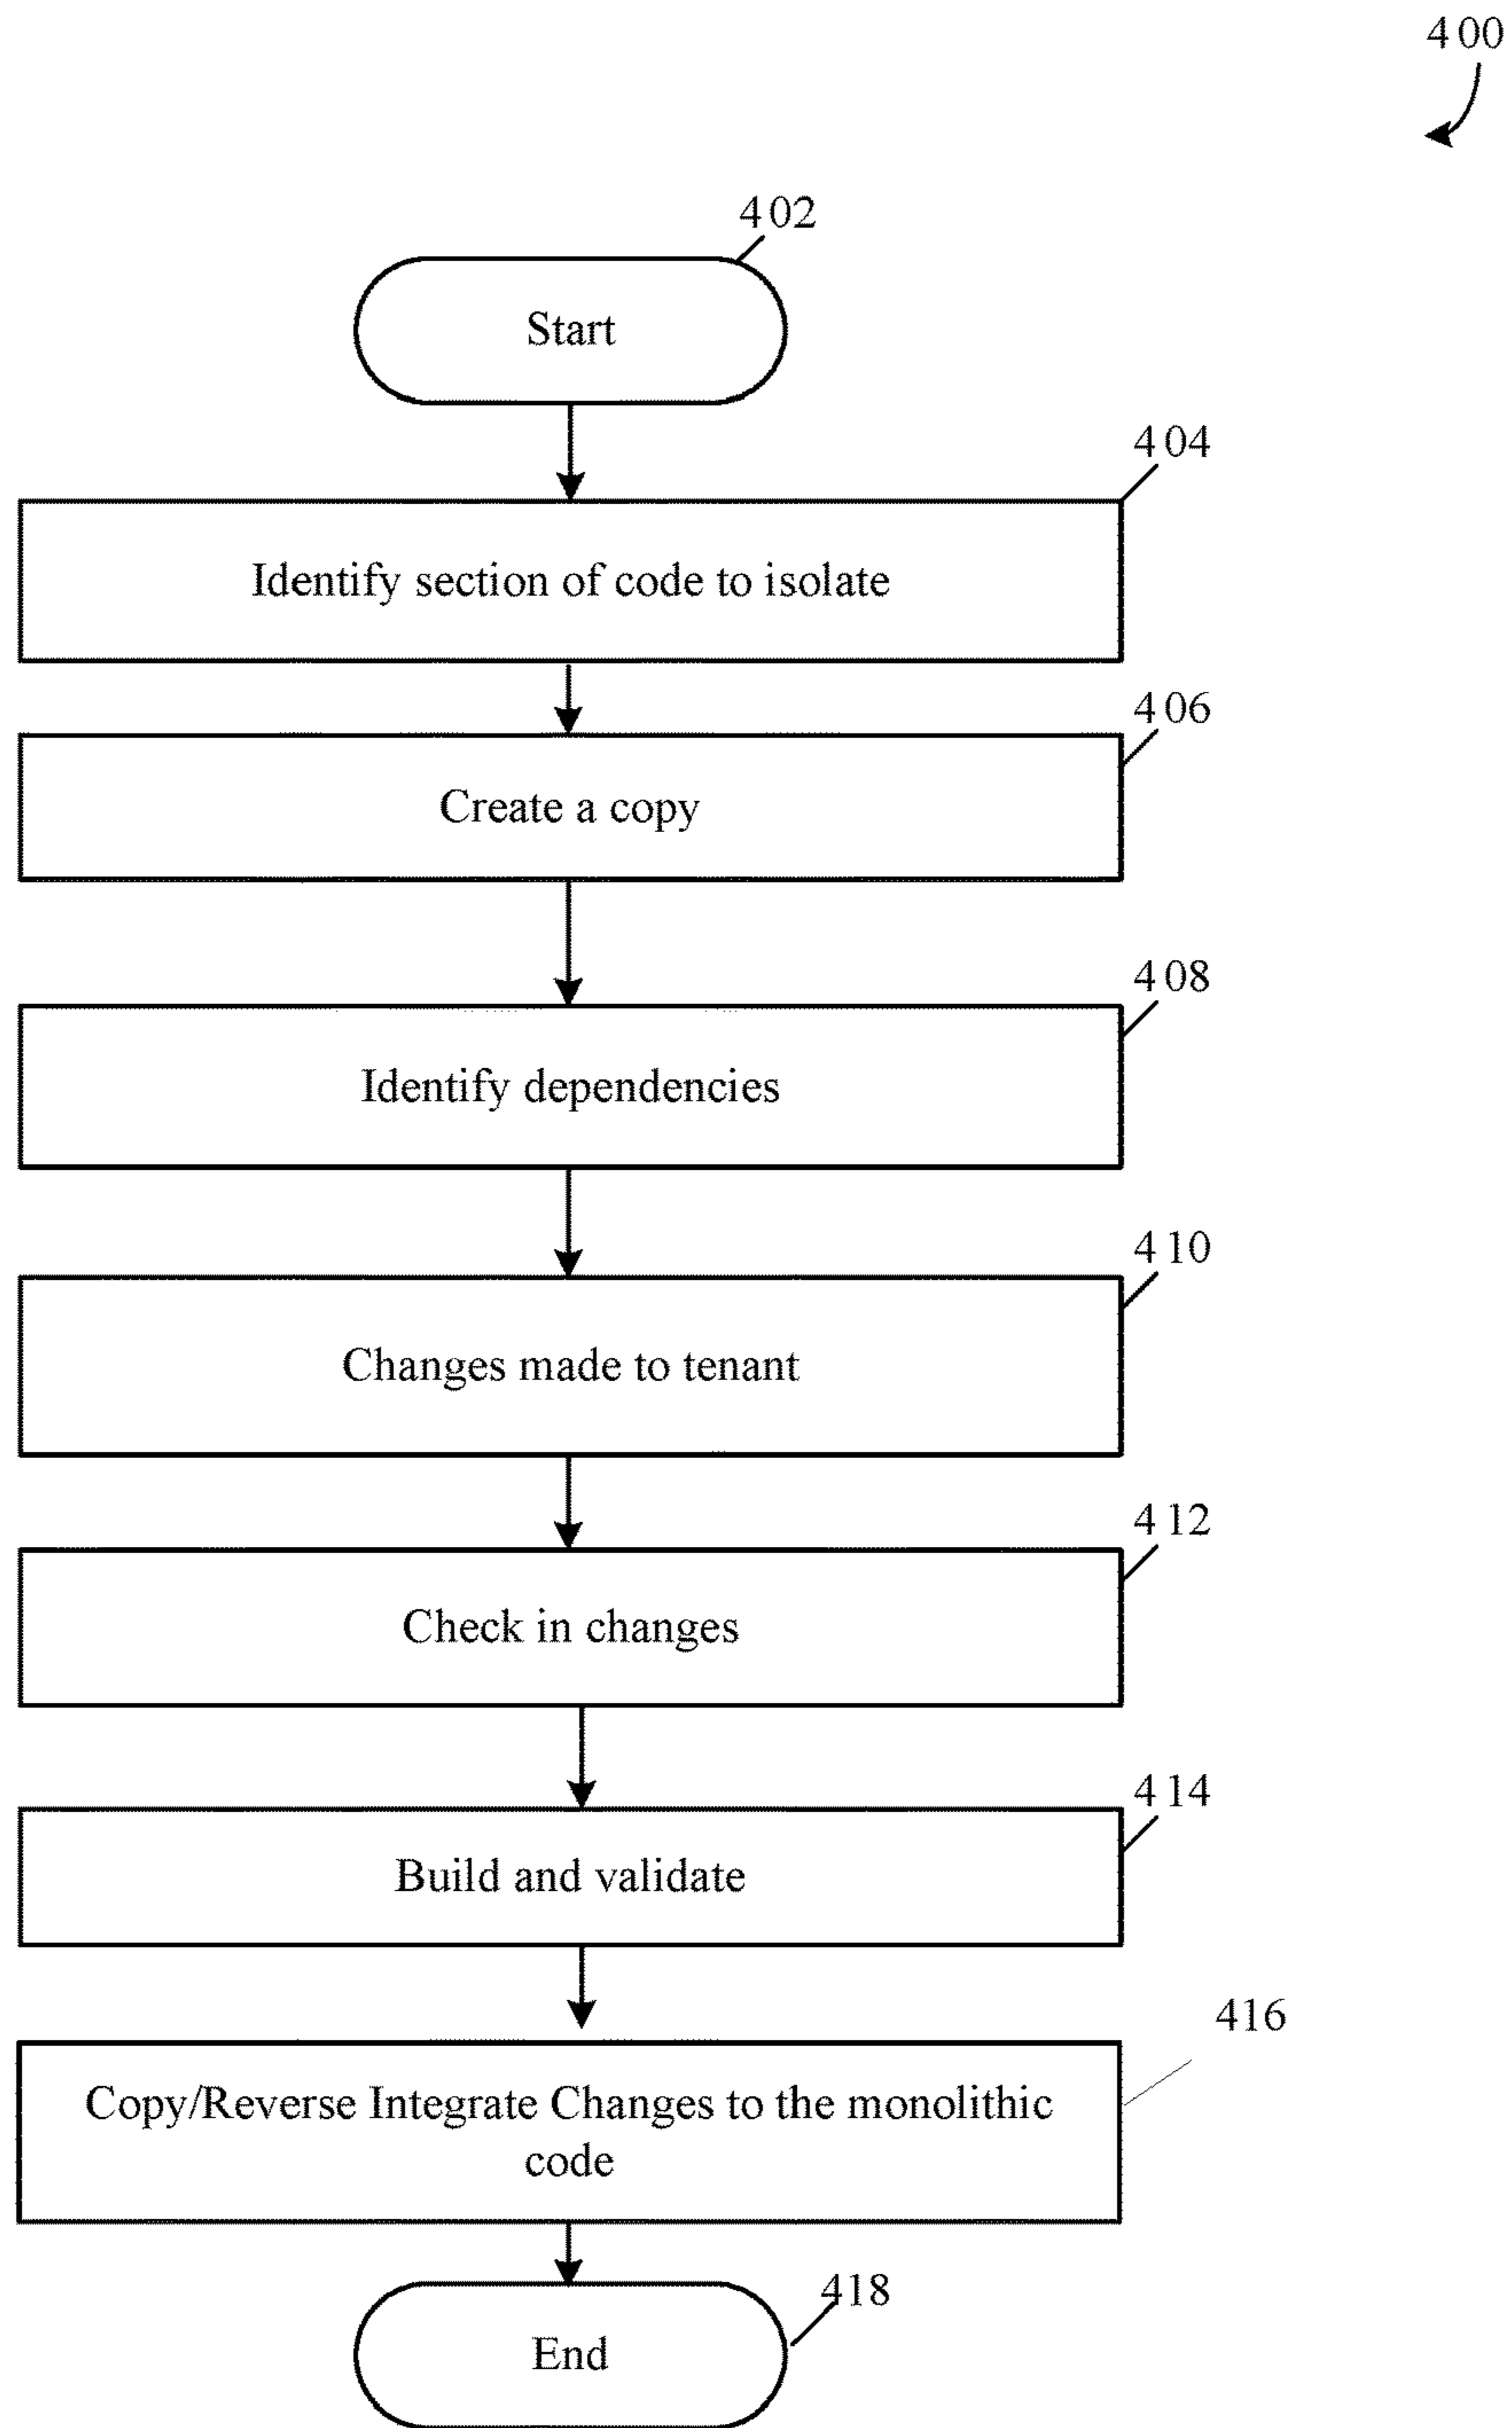 400
402
Start
404
Identify section of code to isolate
406
Create a copy
408
Identify dependencies
410
Changes made to tenant
412
Check in changes
414
Build and validate
416
Copy/Reverse Integrate Changes to the monolithic
code
418
End